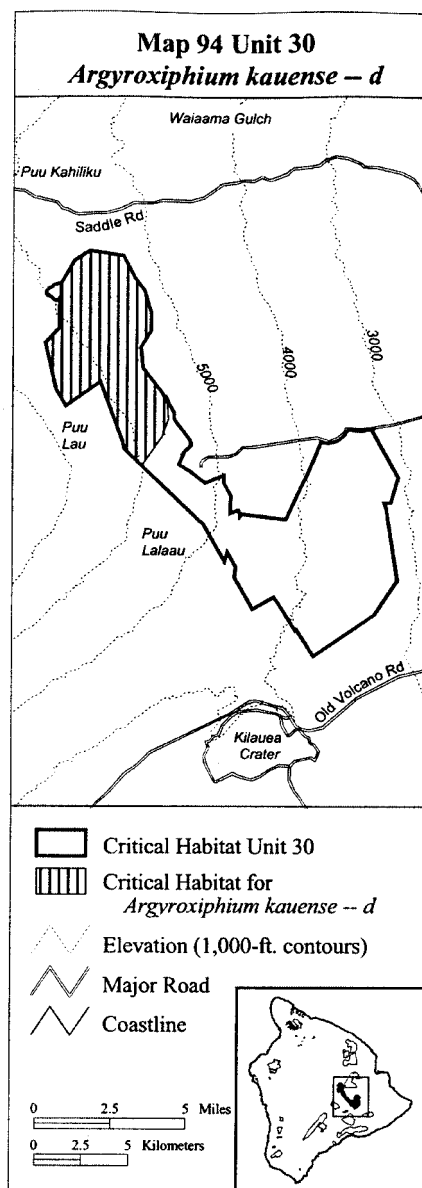 Map 94 Unit 30
Argyroxiphium kauense -- d
Waiaama Gulch
Puu Kahiliku
Saddle Rd
5000
4000
3000
Puu
Lau
Puu
Lalaau
Old Volcano Rd
Kilauea
Crater
Critical Habitat Unit 30
Critical Habitat for
Argyroxiphium kauense -- d
Elevation (1,000-ft. contours)
Major Road
Coastline
0 2.5 5 Miles
0 2.5 5 Kilometers